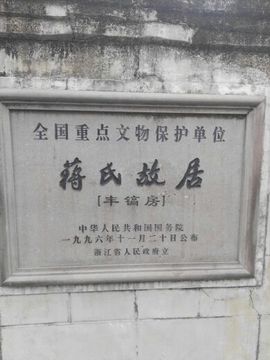 全国重点文物保护单位
蒋氏故居
[丰镐房]
中华人民共和国国务院
一九九六年十一月二十日公布
浙江省人民政府立